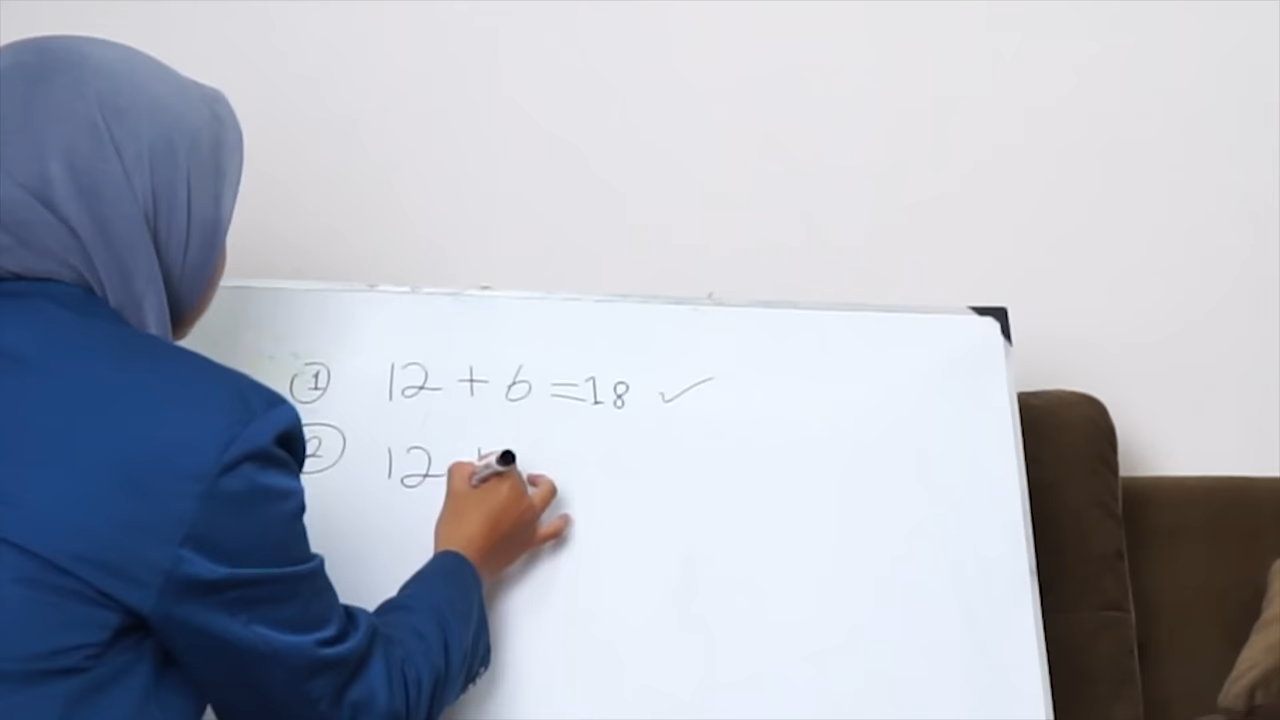 ① 12 + 6 = 18 ✓
② 12